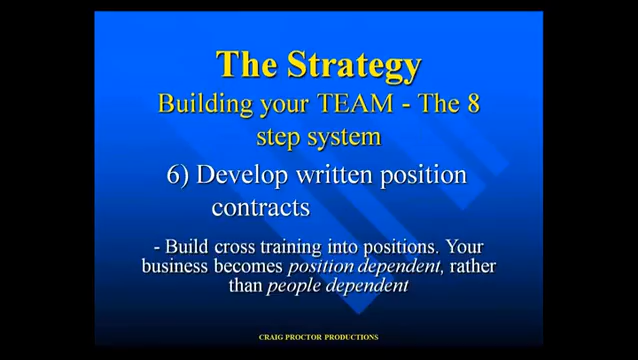 The Strategy
Building your TEAM - The 8
step system
6) Develop written position
contracts
- Build cross training into positions. Your
business becomes position dependent, rather
than people dependent
CRAIG PROCTOR PRODUCTIONS